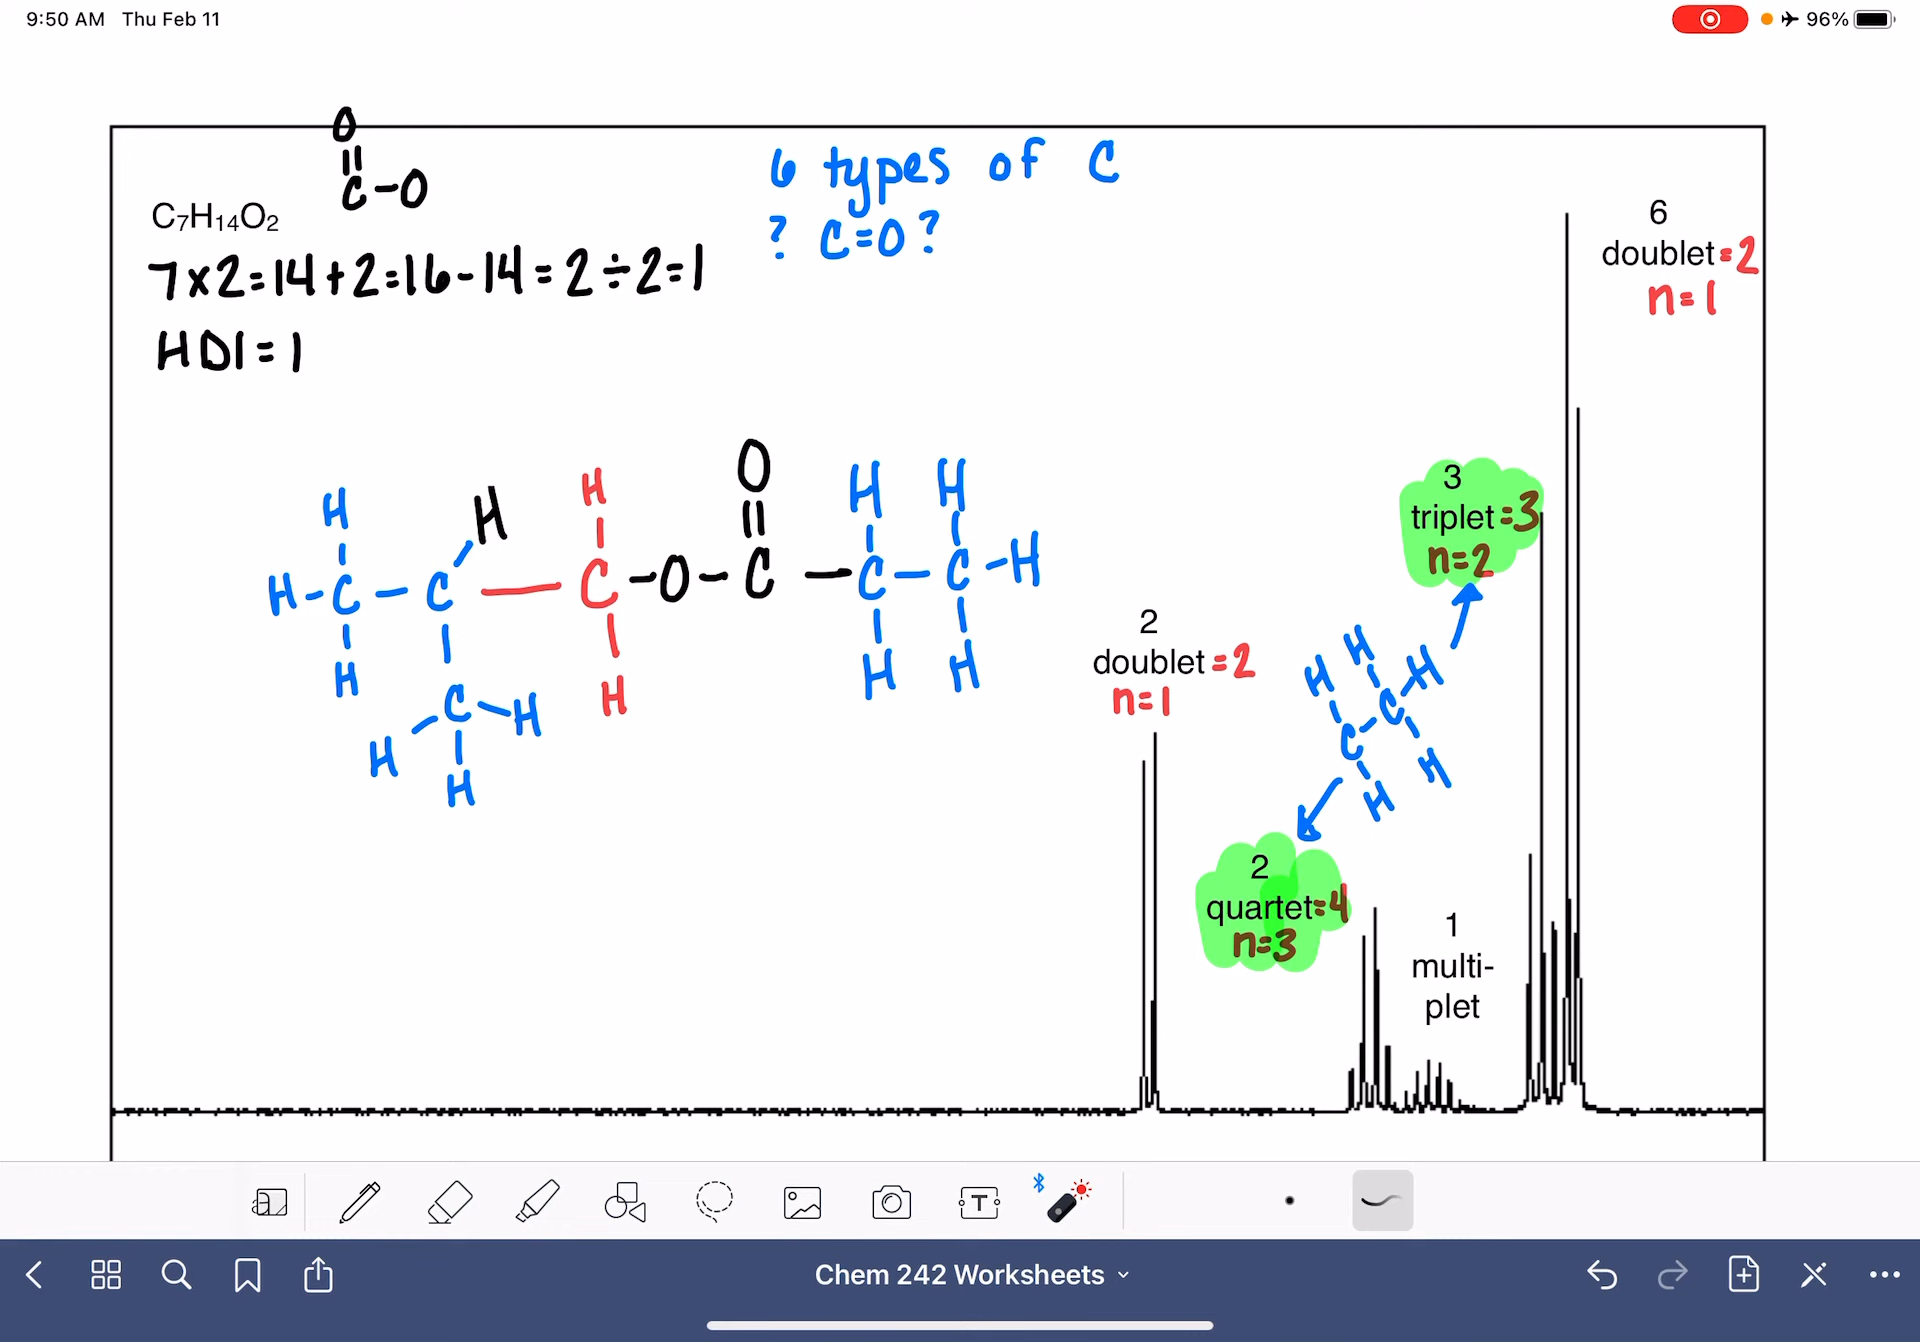 9:50 AM Thu Feb 11
96%
O
||
C-O
C₇H₁₄O₂
7x2=14+2=16-14=2÷2=1
HDI=1
6 types of C
? C=O?
6
doublet=2
n=1
3
triplet=3
n=2
2
doublet=2
n=1
2
quartet=4
n=3
1
multi-
plet
H H H O H H
H-C-C-C-O-C-C-C-H
H H H H
C-H
H H
H H H
C-C
H H
a
T
Chem 242 Worksheets